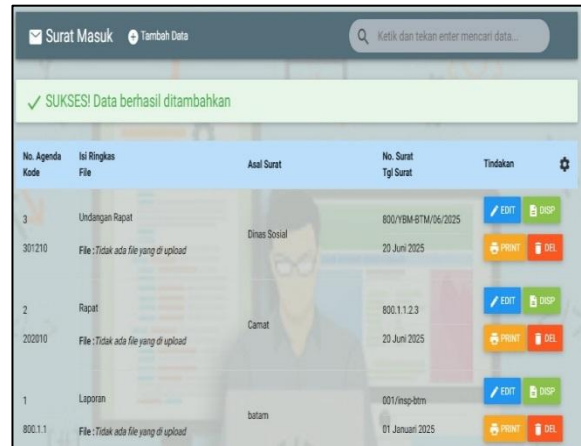 Surat Masuk Tambah Data Ketik dan tekan enter mencari data...
SUKSES! Data berhasil ditambahkan
No. Agenda Isi Ringkas Asal Surat No. Surat Tindakan
Kode File Tgl Surat
3 Undangan Rapat Dinas Sosial 800/YBM-BTM/06/2025 EDIT DISP
301210 File : Tidak ada file yang di upload 20 Juni 2025 PRINT DEL
2 Rapat Camat 800.1.1.2.3 EDIT DISP
202010 File : Tidak ada file yang di upload 20 Juni 2025 PRINT DEL
1 Laporan batam 001/insp-btm EDIT DISP
800.1.1 File : Tidak ada file yang di upload 01 Januari 2025 PRINT DEL